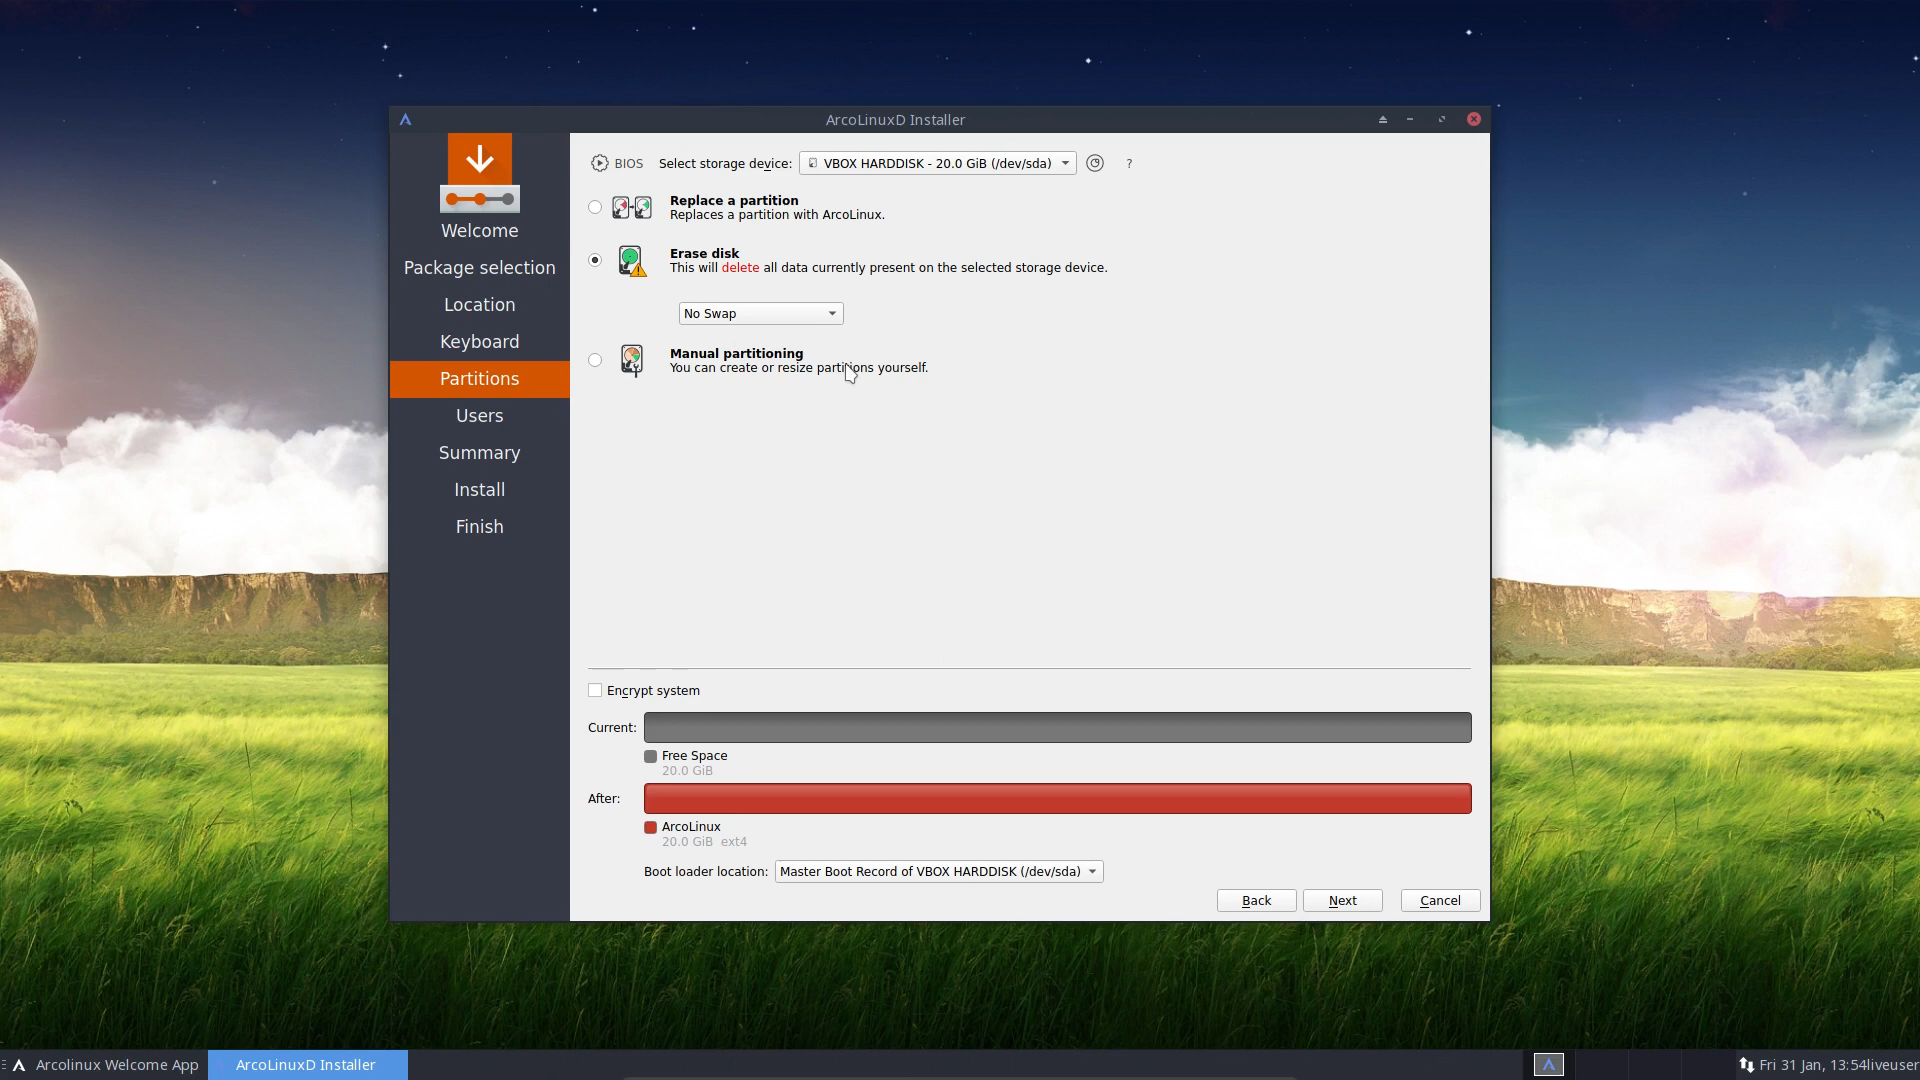 ArcoLinuxD Installer
Welcome
Package selection
Location
Keyboard
Partitions
Users
Summary
Install
Finish
BIOS Select storage device: VBOX HARDDISK - 20.0 GiB (/dev/sda) ?
Replace a partition
Replaces a partition with ArcoLinux.
Erase disk
This will delete all data currently present on the selected storage device.
No Swap
Manual partitioning
You can create or resize partitions yourself.
Encrypt system
Current:
Free Space
20.0 GiB
After:
ArcoLinux
20.0 GiB ext4
Boot loader location: Master Boot Record of VBOX HARDDISK (/dev/sda)
Back Next Cancel
Arcolinux Welcome App ArcoLinuxD Installer Fri 31 Jan, 13:54liveuser